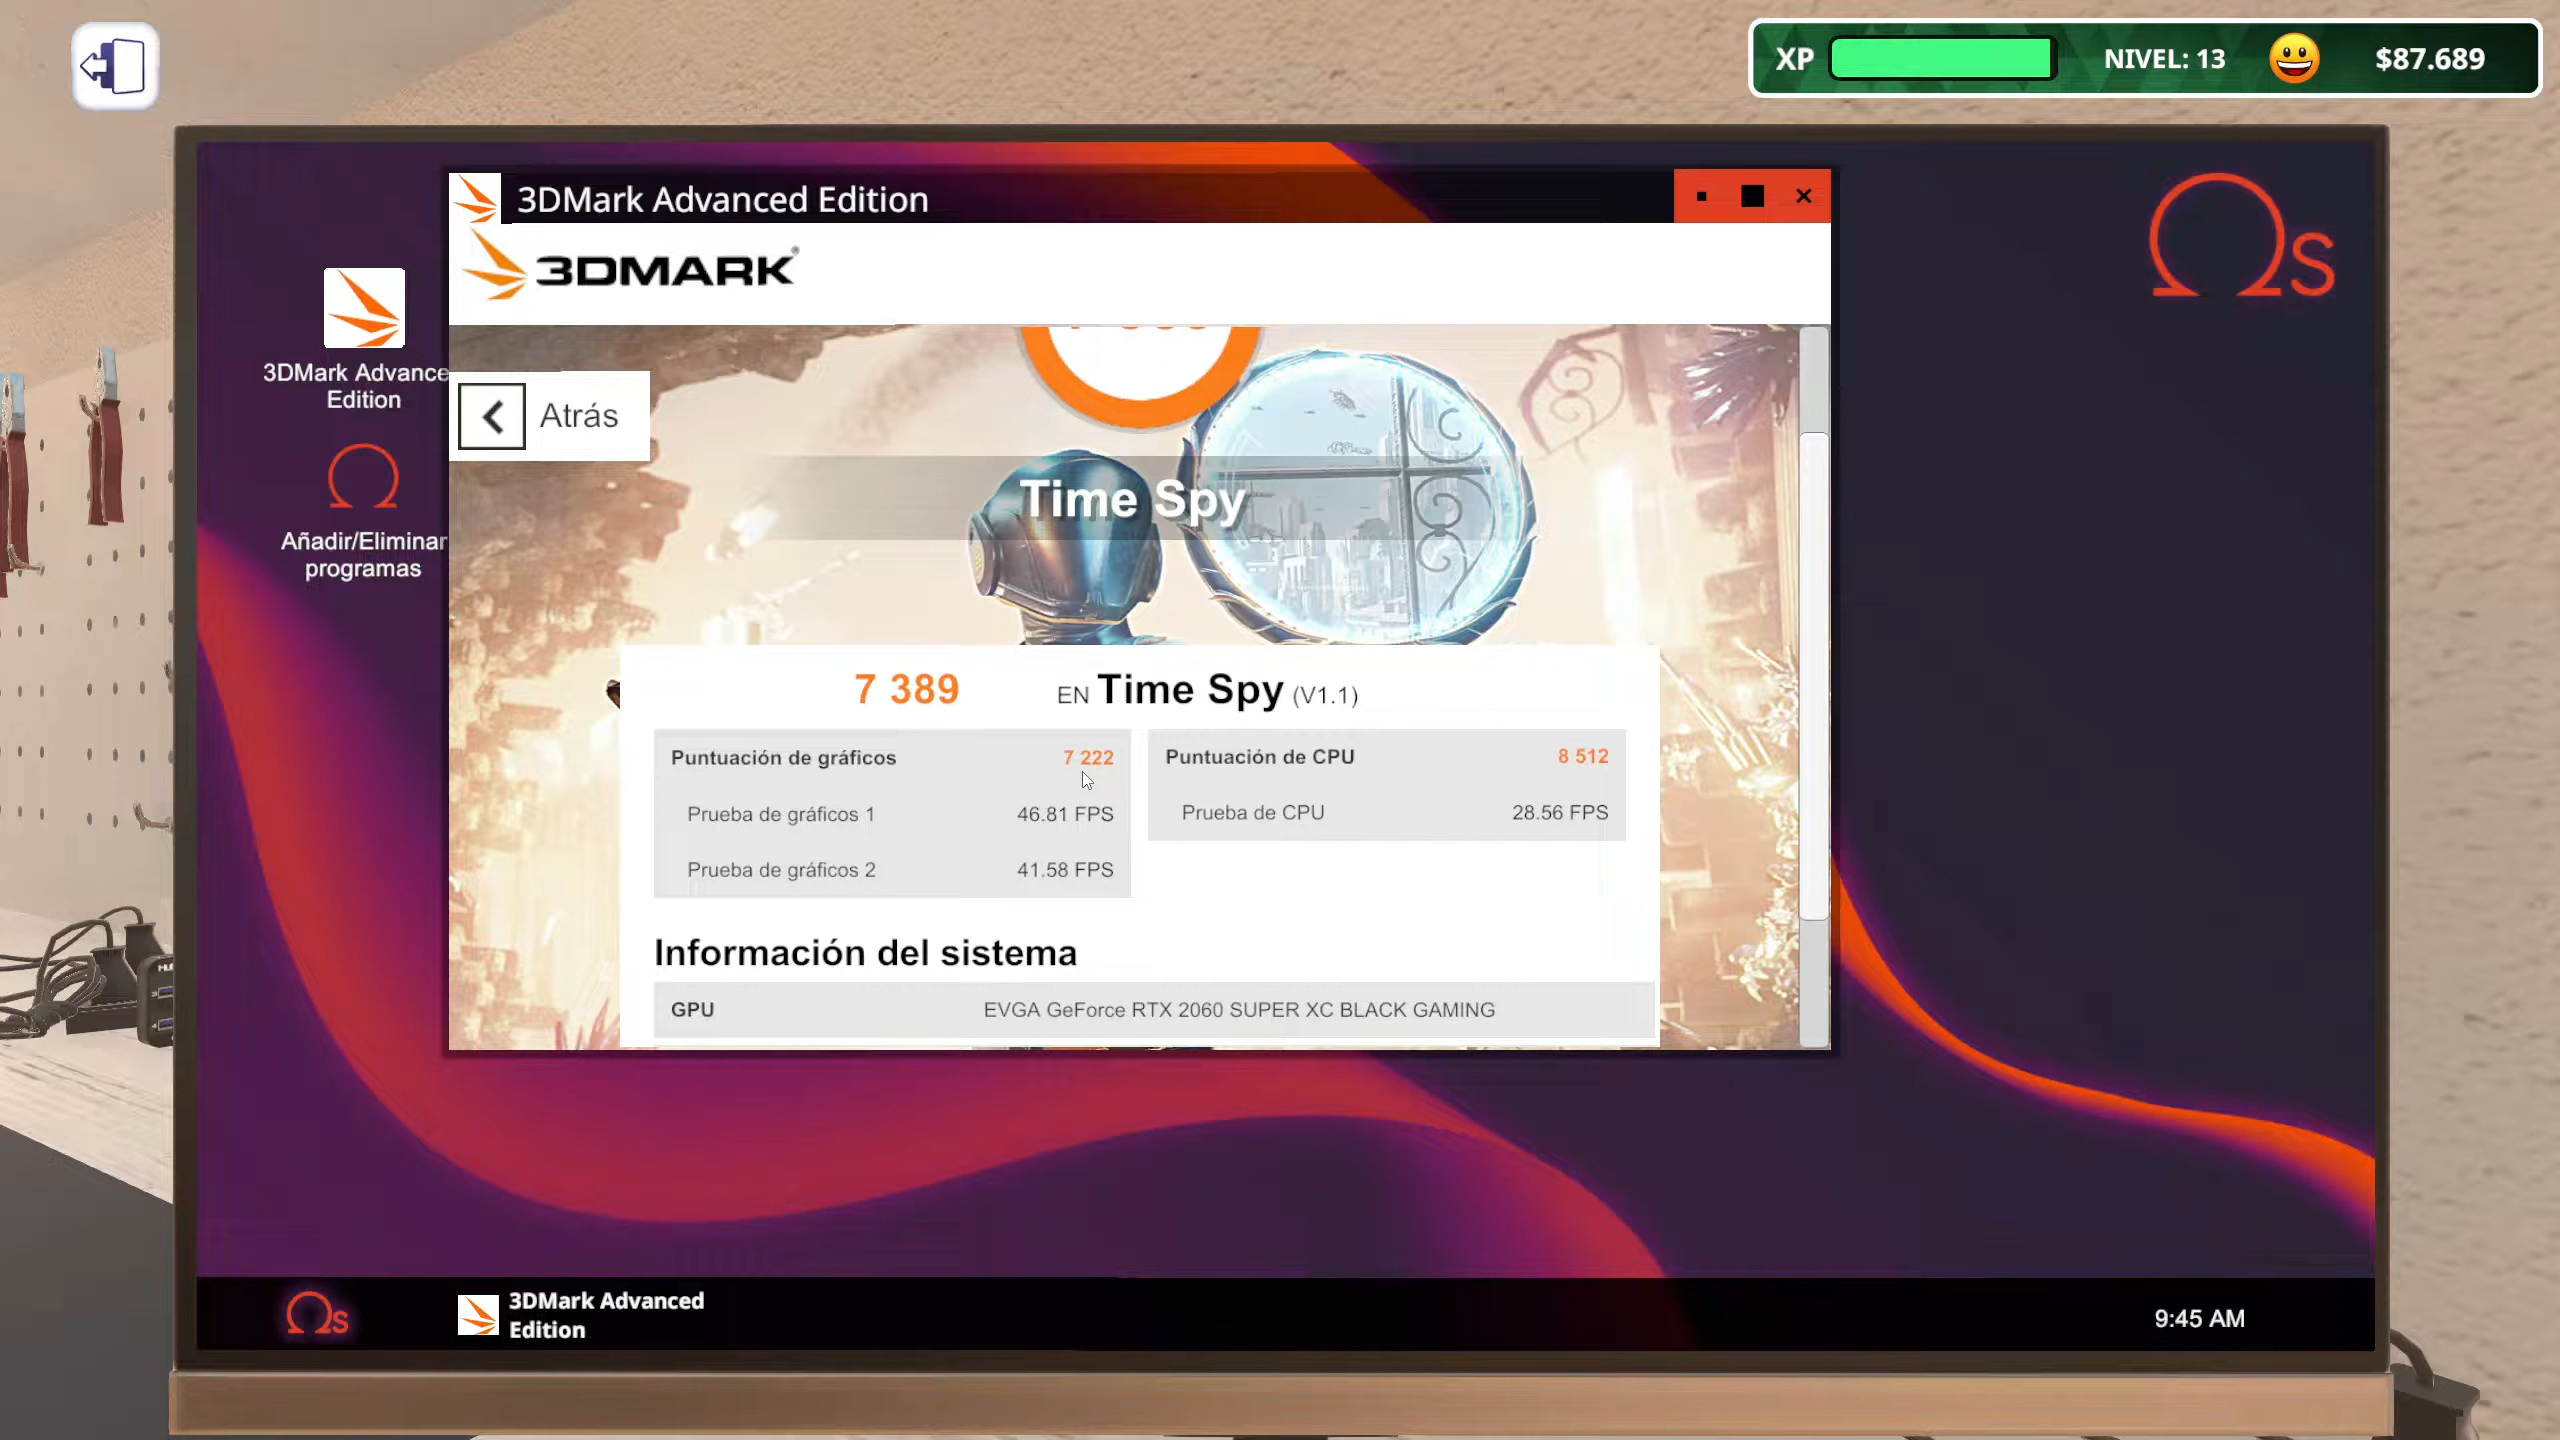 XP
NIVEL: 13
$87.689
3DMark Advanced Edition
3DMARK
ΩS
3DMark Advance
Edition
Atrás
Añadir/Eliminar
programas
Time Spy
7 389 EN Time Spy (V1.1)
Puntuación de gráficos 7 222
Prueba de gráficos 1 46.81 FPS
Prueba de gráficos 2 41.58 FPS
Puntuación de CPU 8 512
Prueba de CPU 28.56 FPS
Información del sistema
GPU EVGA GeForce RTX 2060 SUPER XC BLACK GAMING
ΩS
3DMark Advanced
Edition
9:45 AM